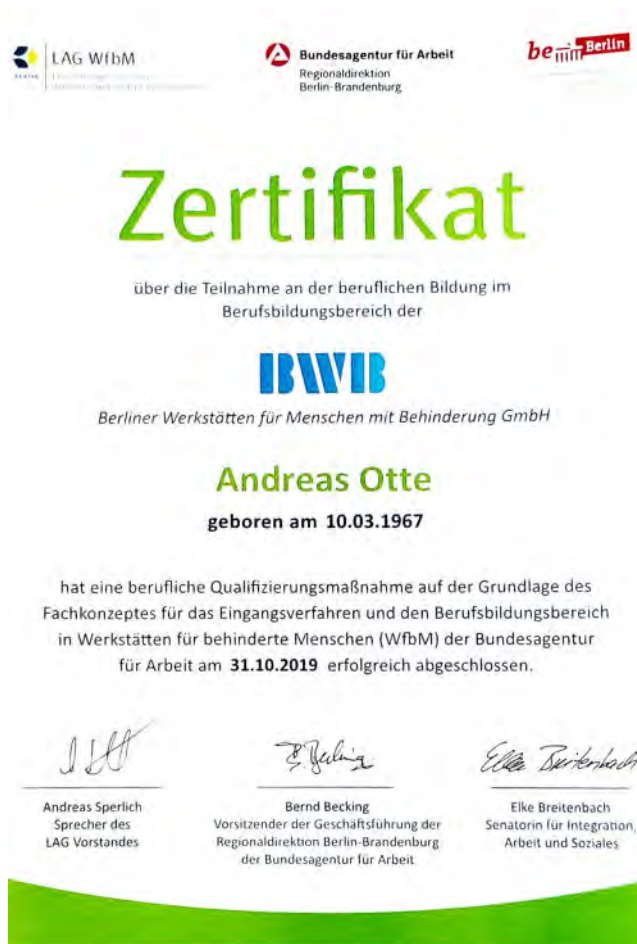 LAG WfbM
Bundesagentur für Arbeit
Regionaldirektion
Berlin-Brandenburg
be Berlin
Zertifikat
über die Teilnahme an der beruflichen Bildung im
Berufsbildungsbereich der
BWB
Berliner Werkstätten für Menschen mit Behinderung GmbH
Andreas Otte
geboren am 10.03.1967
hat eine berufliche Qualifizierungsmaßnahme auf der Grundlage des
Fachkonzeptes für das Eingangsverfahren und den Berufsbildungsbereich
in Werkstätten für behinderte Menschen (WfbM) der Bundesagentur
für Arbeit am 31.10.2019 erfolgreich abgeschlossen.
B. Becking
Elke Breitenbach
Andreas Sperlich
Sprecher des
LAG Vorstandes
Bernd Becking
Vorsitzender der Geschäftsführung der
Regionaldirektion Berlin-Brandenburg
der Bundesagentur für Arbeit
Elke Breitenbach
Senatorin für Integration,
Arbeit und Soziales